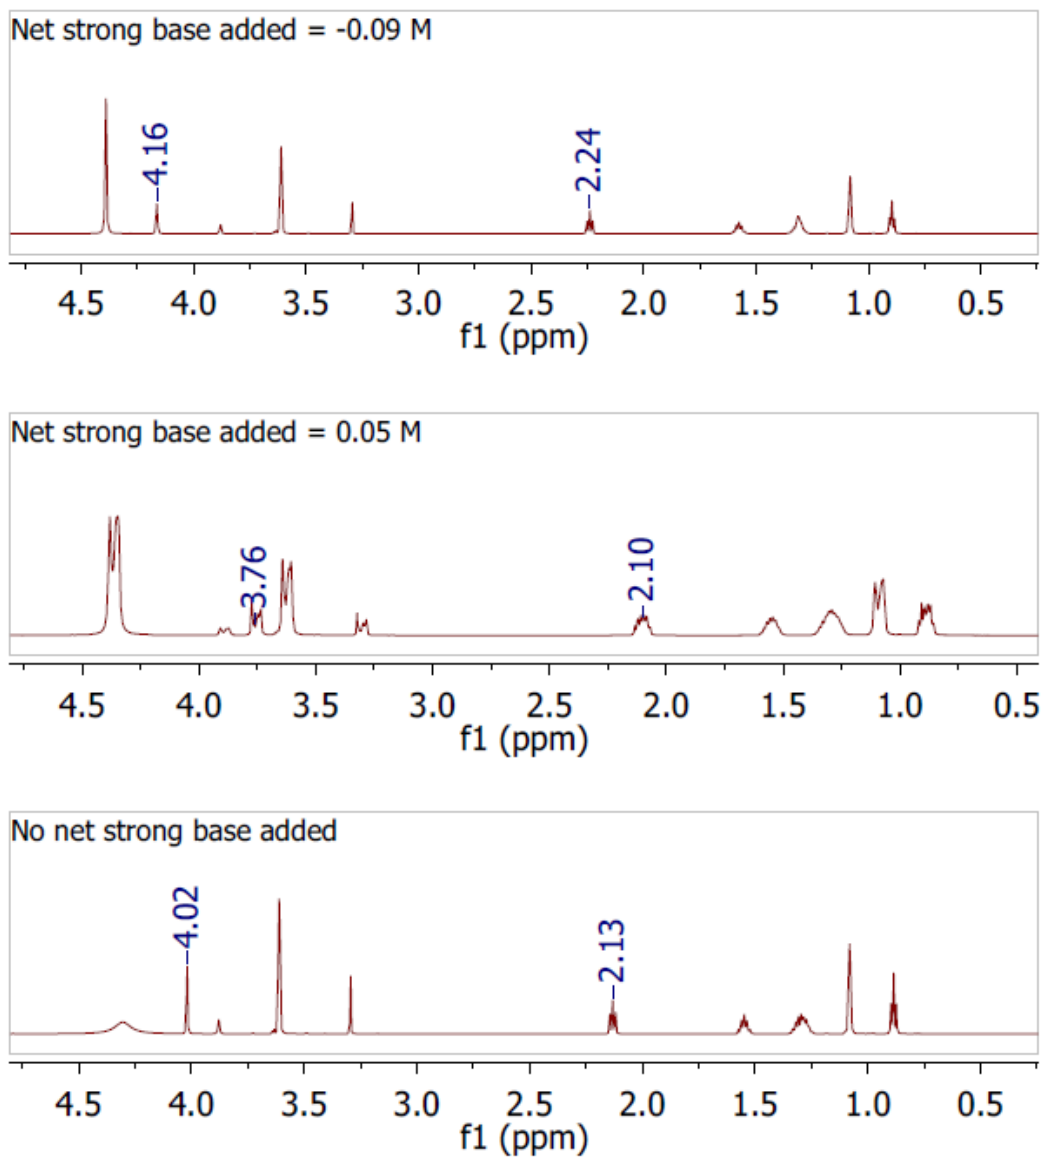 Net strong base added = -0.09 M
4.16
2.24
4.5 4.0 3.5 3.0 2.5 2.0 1.5 1.0 0.5
f1 (ppm)
Net strong base added = 0.05 M
3.76
2.10
4.5 4.0 3.5 3.0 2.5 2.0 1.5 1.0 0.5
f1 (ppm)
No net strong base added
4.02
2.13
4.5 4.0 3.5 3.0 2.5 2.0 1.5 1.0 0.5
f1 (ppm)